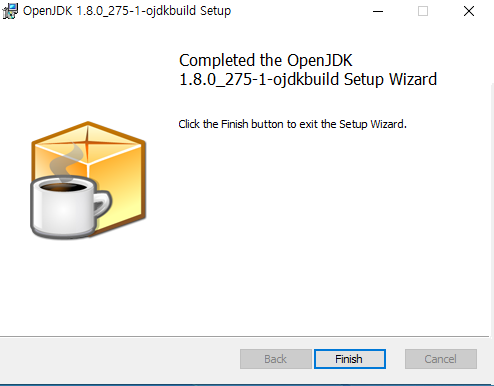 OpenJDK 1.8.0_275-1-ojdkbuild Setup
Completed the OpenJDK
1.8.0_275-1-ojdkbuild Setup Wizard
Click the Finish button to exit the Setup Wizard.
Back
Finish
Cancel